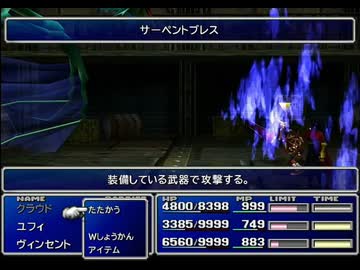 サーペントブレス
装備している武器で攻撃する。
NAME HP MP LIMIT TIME
クラウド たたかう 4800/8398 999
ユフィ Wしょうかん 3385/9999 749
ヴィンセント アイテム 6560/9999 883